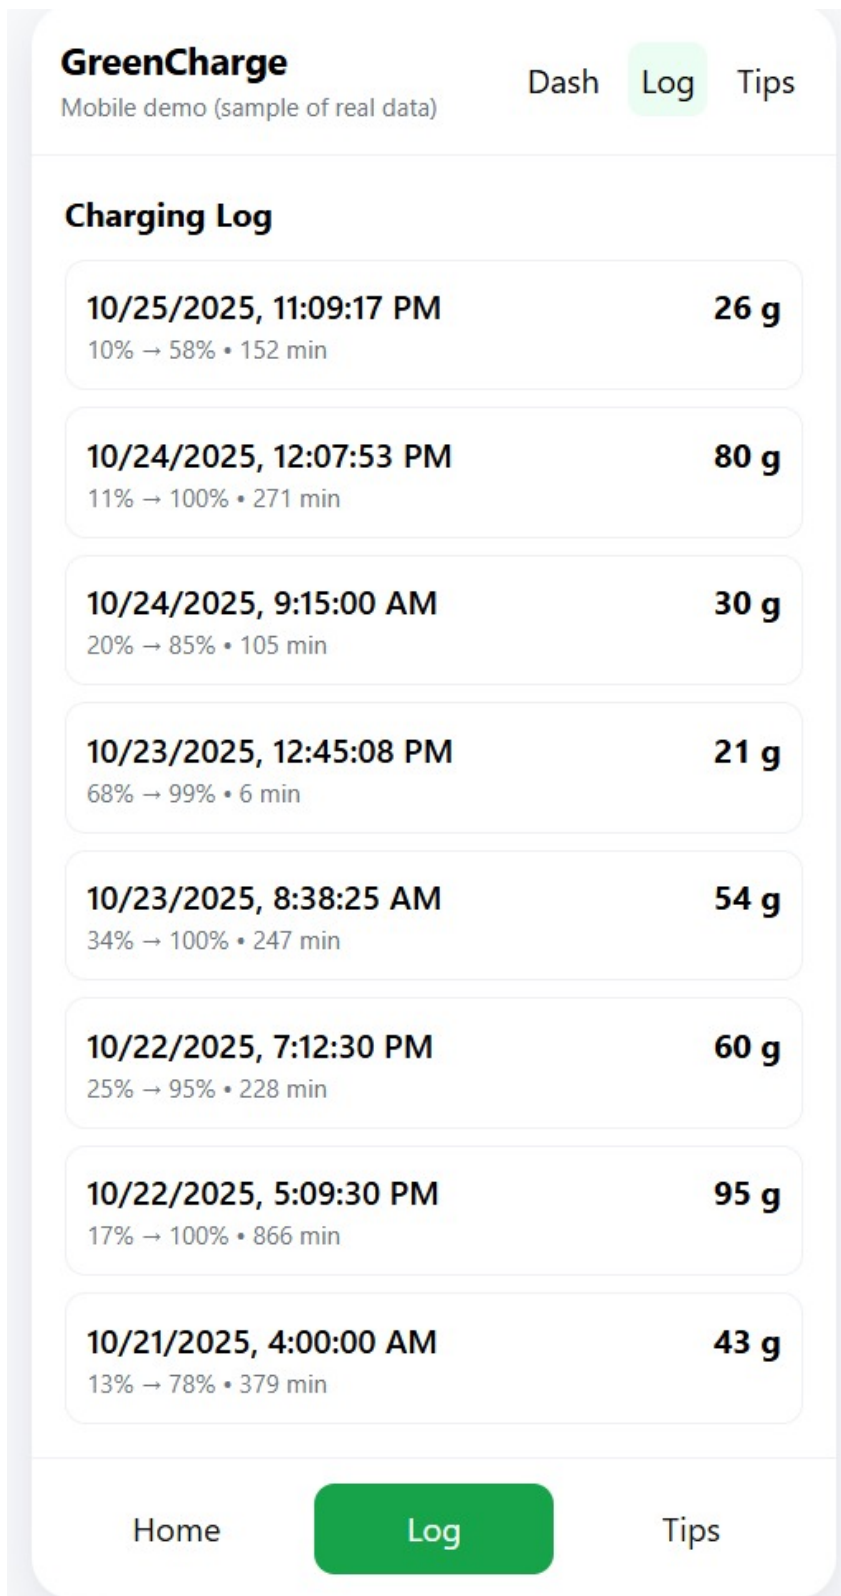 GreenCharge
Mobile demo (sample of real data)
Dash Log Tips
Charging Log
10/25/2025, 11:09:17 PM 26 g
10% → 58% • 152 min
10/24/2025, 12:07:53 PM 80 g
11% → 100% • 271 min
10/24/2025, 9:15:00 AM 30 g
20% → 85% • 105 min
10/23/2025, 12:45:08 PM 21 g
68% → 99% • 6 min
10/23/2025, 8:38:25 AM 54 g
34% → 100% • 247 min
10/22/2025, 7:12:30 PM 60 g
25% → 95% • 228 min
10/22/2025, 5:09:30 PM 95 g
17% → 100% • 866 min
10/21/2025, 4:00:00 AM 43 g
13% → 78% • 379 min
Home Log Tips